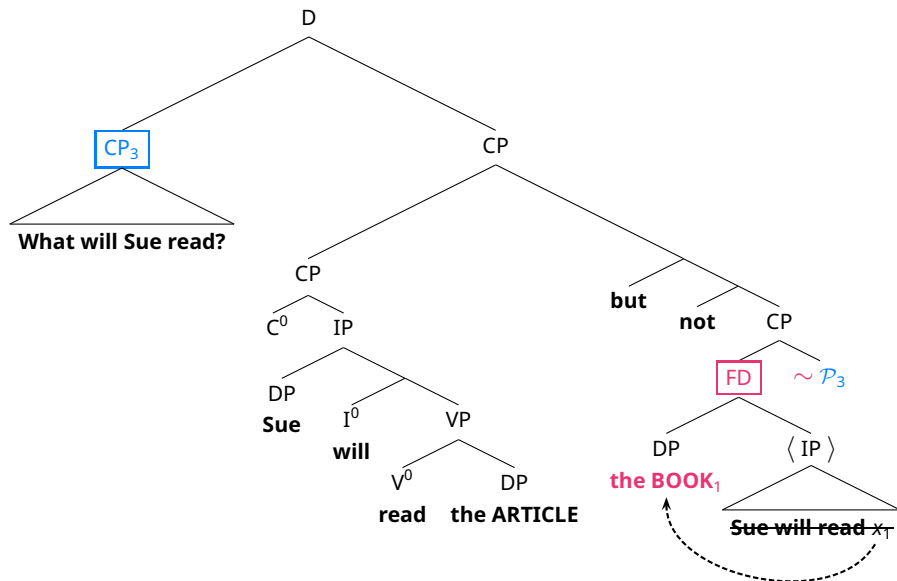 D
CP₃
CP
What will Sue read?
CP
but
not
CP
C⁰
IP
FD
∼ 𝒫₃
DP
Sue
I⁰
will
VP
DP
the BOOK₁
⟨ IP ⟩
V⁰
read
DP
the ARTICLE
Sue will read x₁